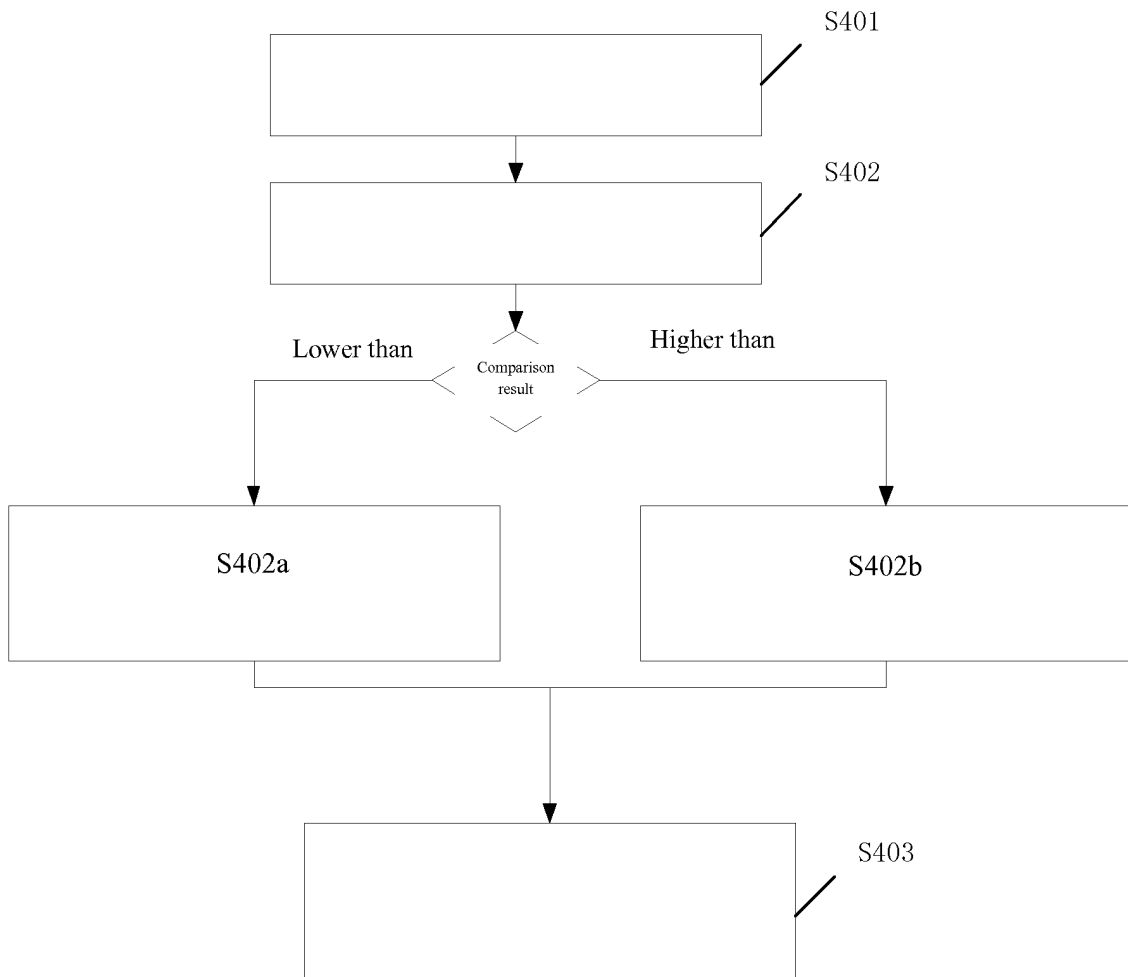 S401
S402
Lower than
Higher than
Comparison
result
S402a
S402b
S403